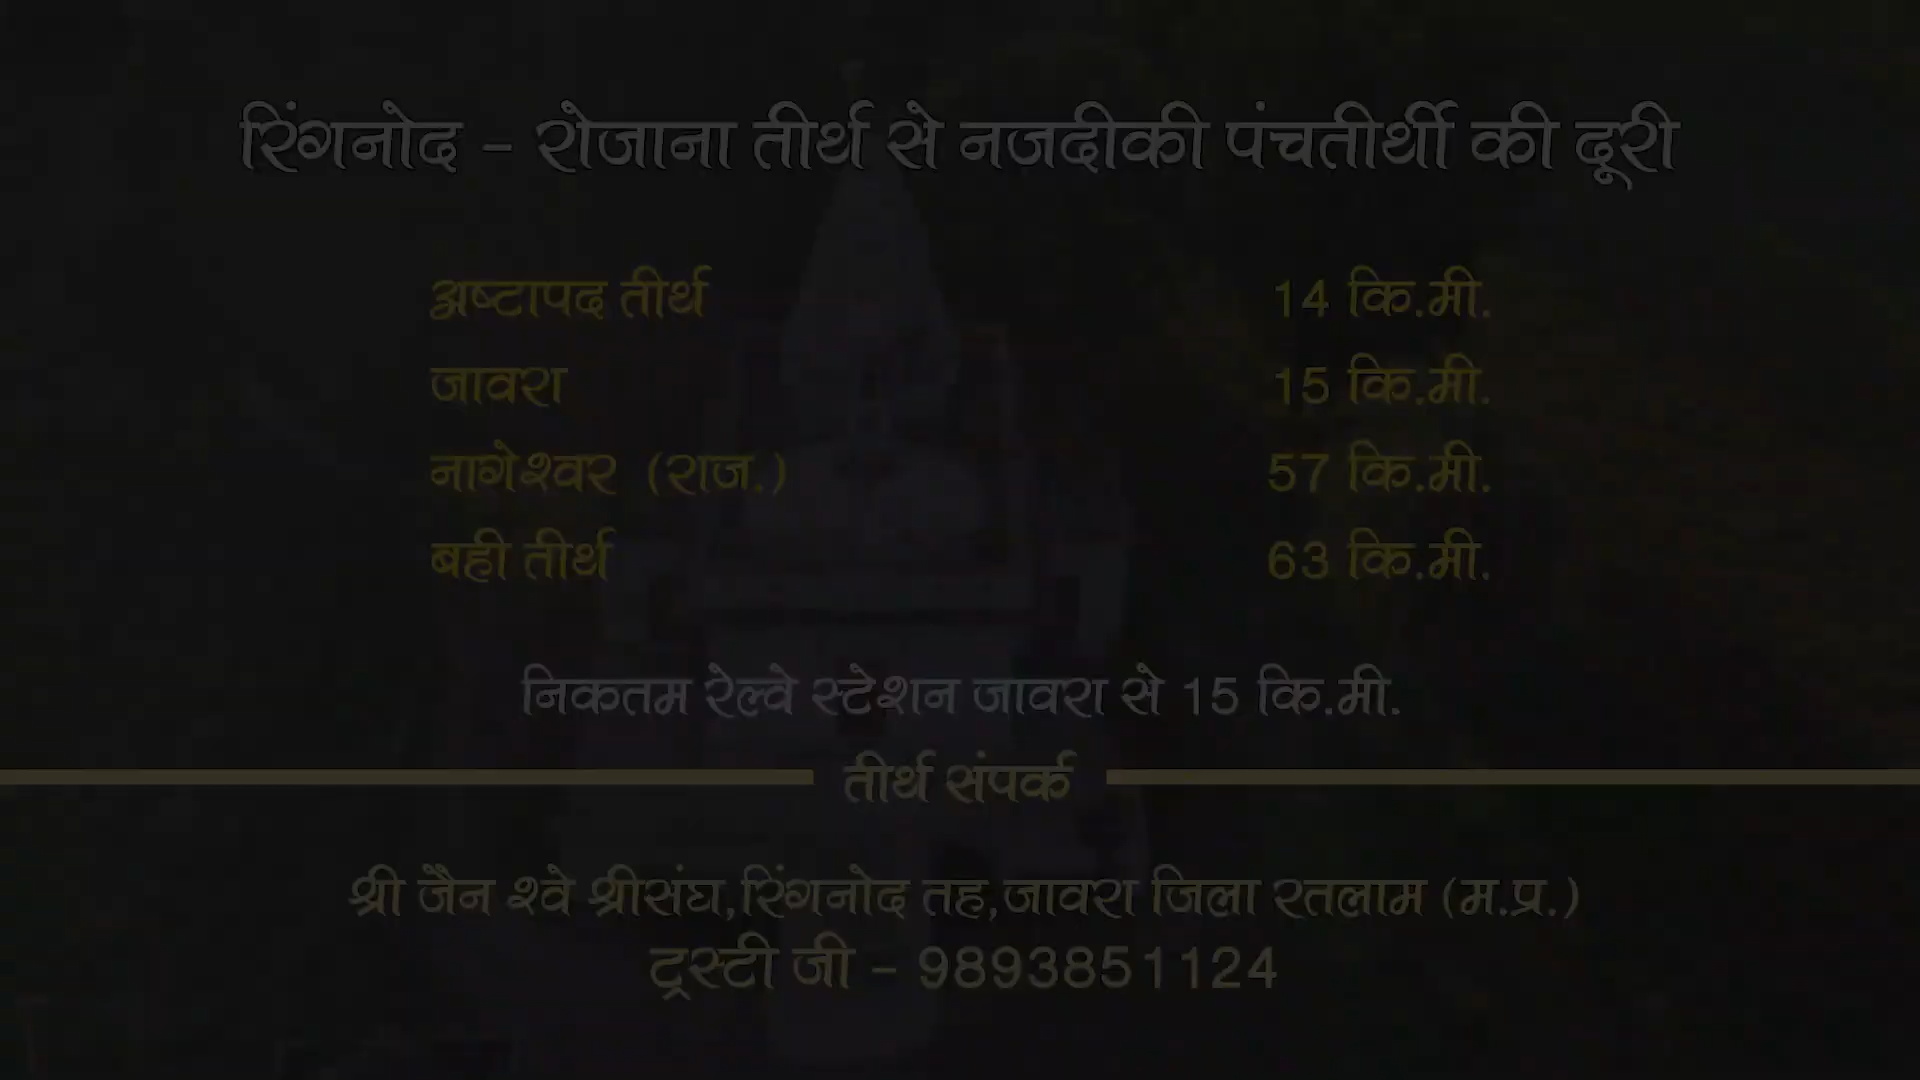 रिंगनोद - रोजाना तीर्थ से नजदीकी पंचतीर्थी की दूरी
अष्टापद तीर्थ 14 कि.मी.
जावरा 15 कि.मी.
नागेश्वर (राज.) 57 कि.मी.
बही तीर्थ 63 कि.मी.
निकतम रेल्वे स्टेशन जावरा से 15 कि.मी.
तीर्थ संपर्क
श्री जैन श्वे श्रीसंघ,रिंगनोद तह,जावरा जिला रतलाम (म.प्र.)
ट्रस्टी जी - 9893851124